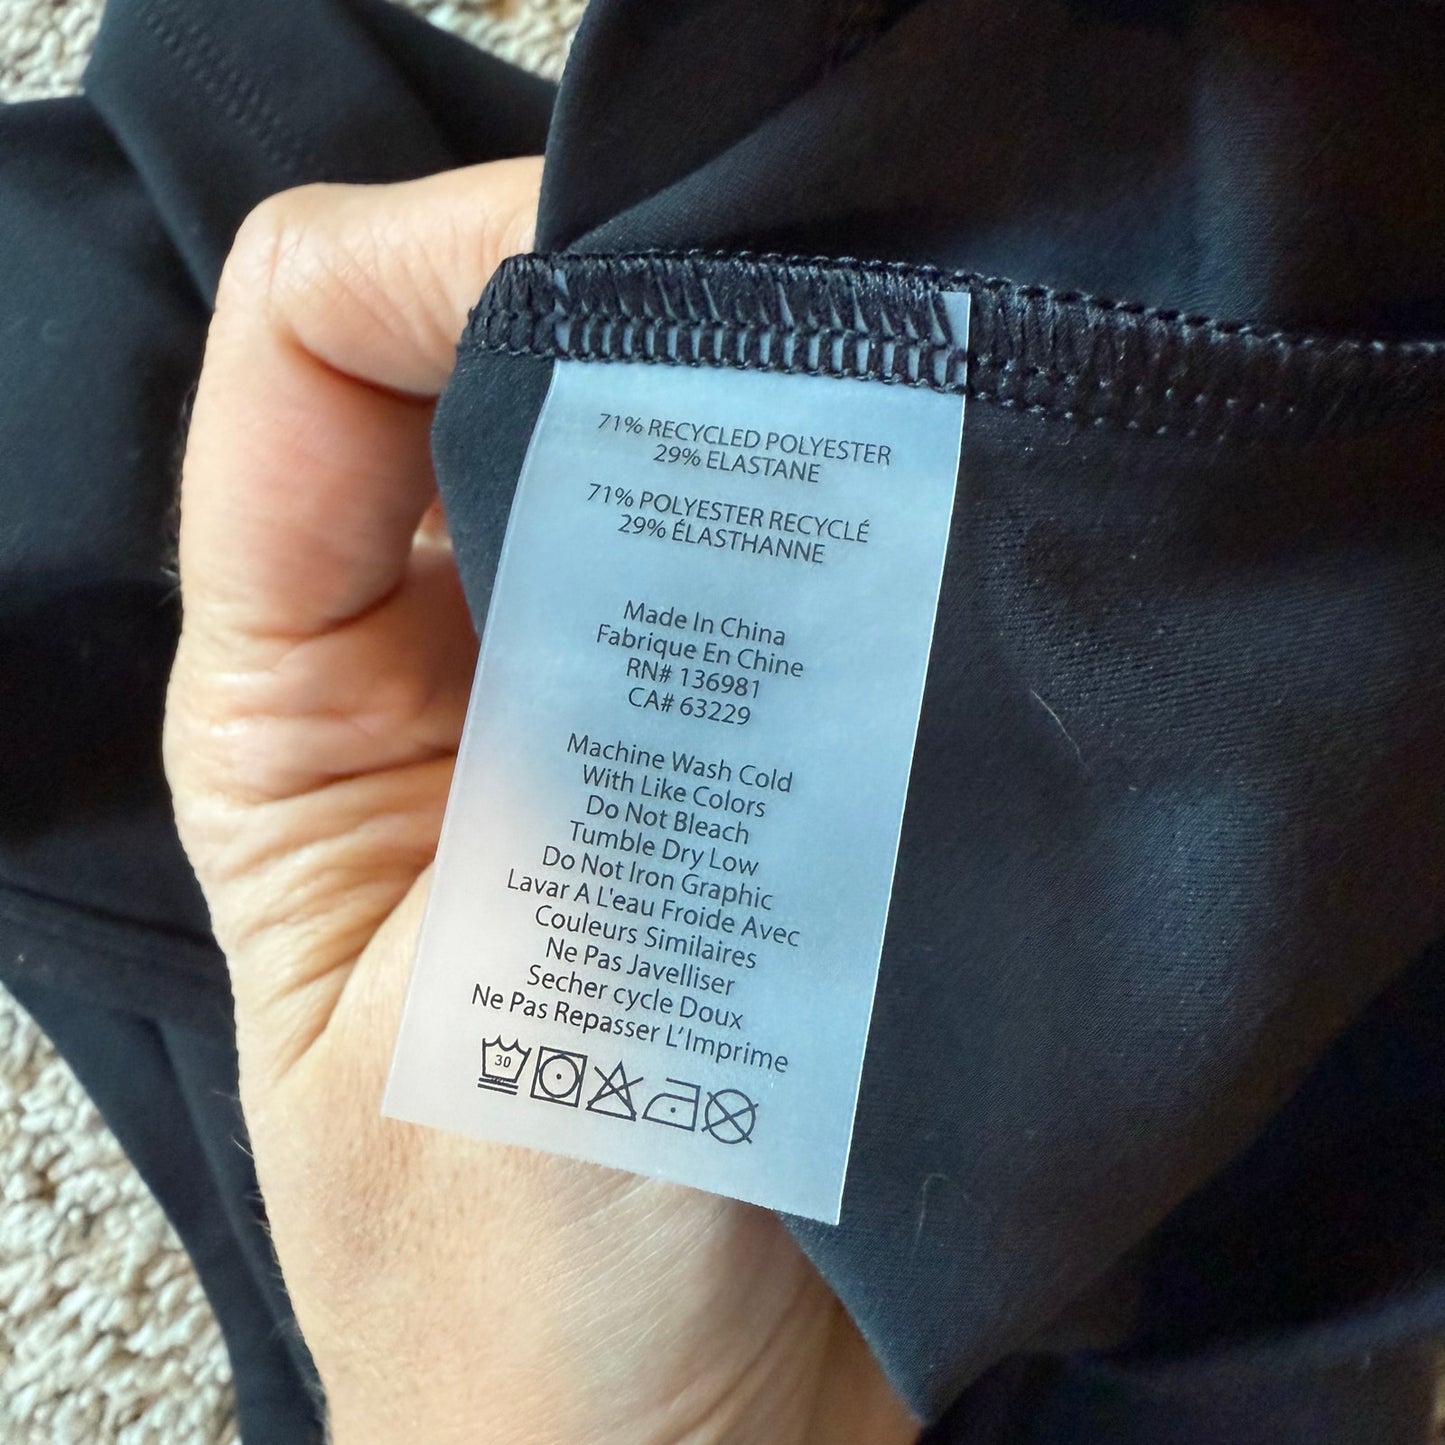 71% RECYCLED POLYESTER
29% ELASTANE
71% POLYESTER RECYCLÉ
29% ÉLASTHANNE
Made In China
Fabrique En Chine
RN# 136981
CA# 63229
Machine Wash Cold
With Like Colors
Do Not Bleach
Tumble Dry Low
Do Not Iron Graphic
Lavar A L'eau Froide Avec
Couleurs Similaires
Ne Pas Javelliser
Secher cycle Doux
Ne Pas Repasser L’Imprime
30